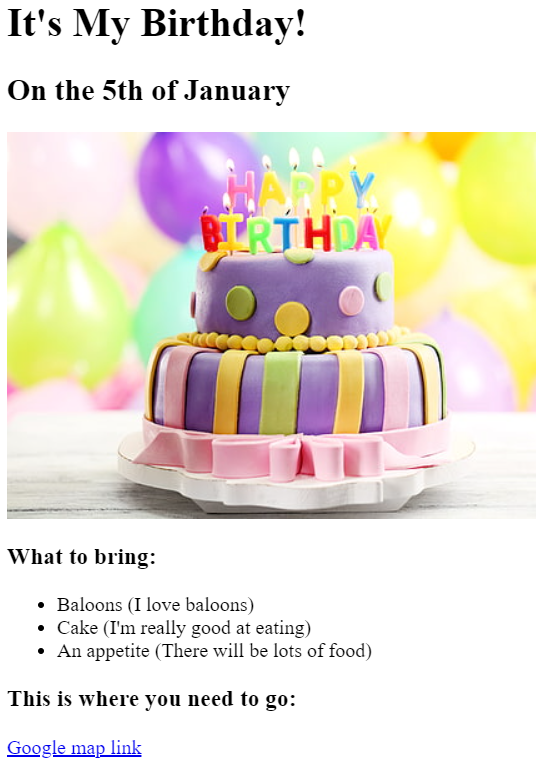 It's My Birthday!
On the 5th of January
HAPPY
BIRTHDAY
What to bring:
Baloons (I love baloons)
Cake (I'm really good at eating)
An appetite (There will be lots of food)
This is where you need to go:
Google map link